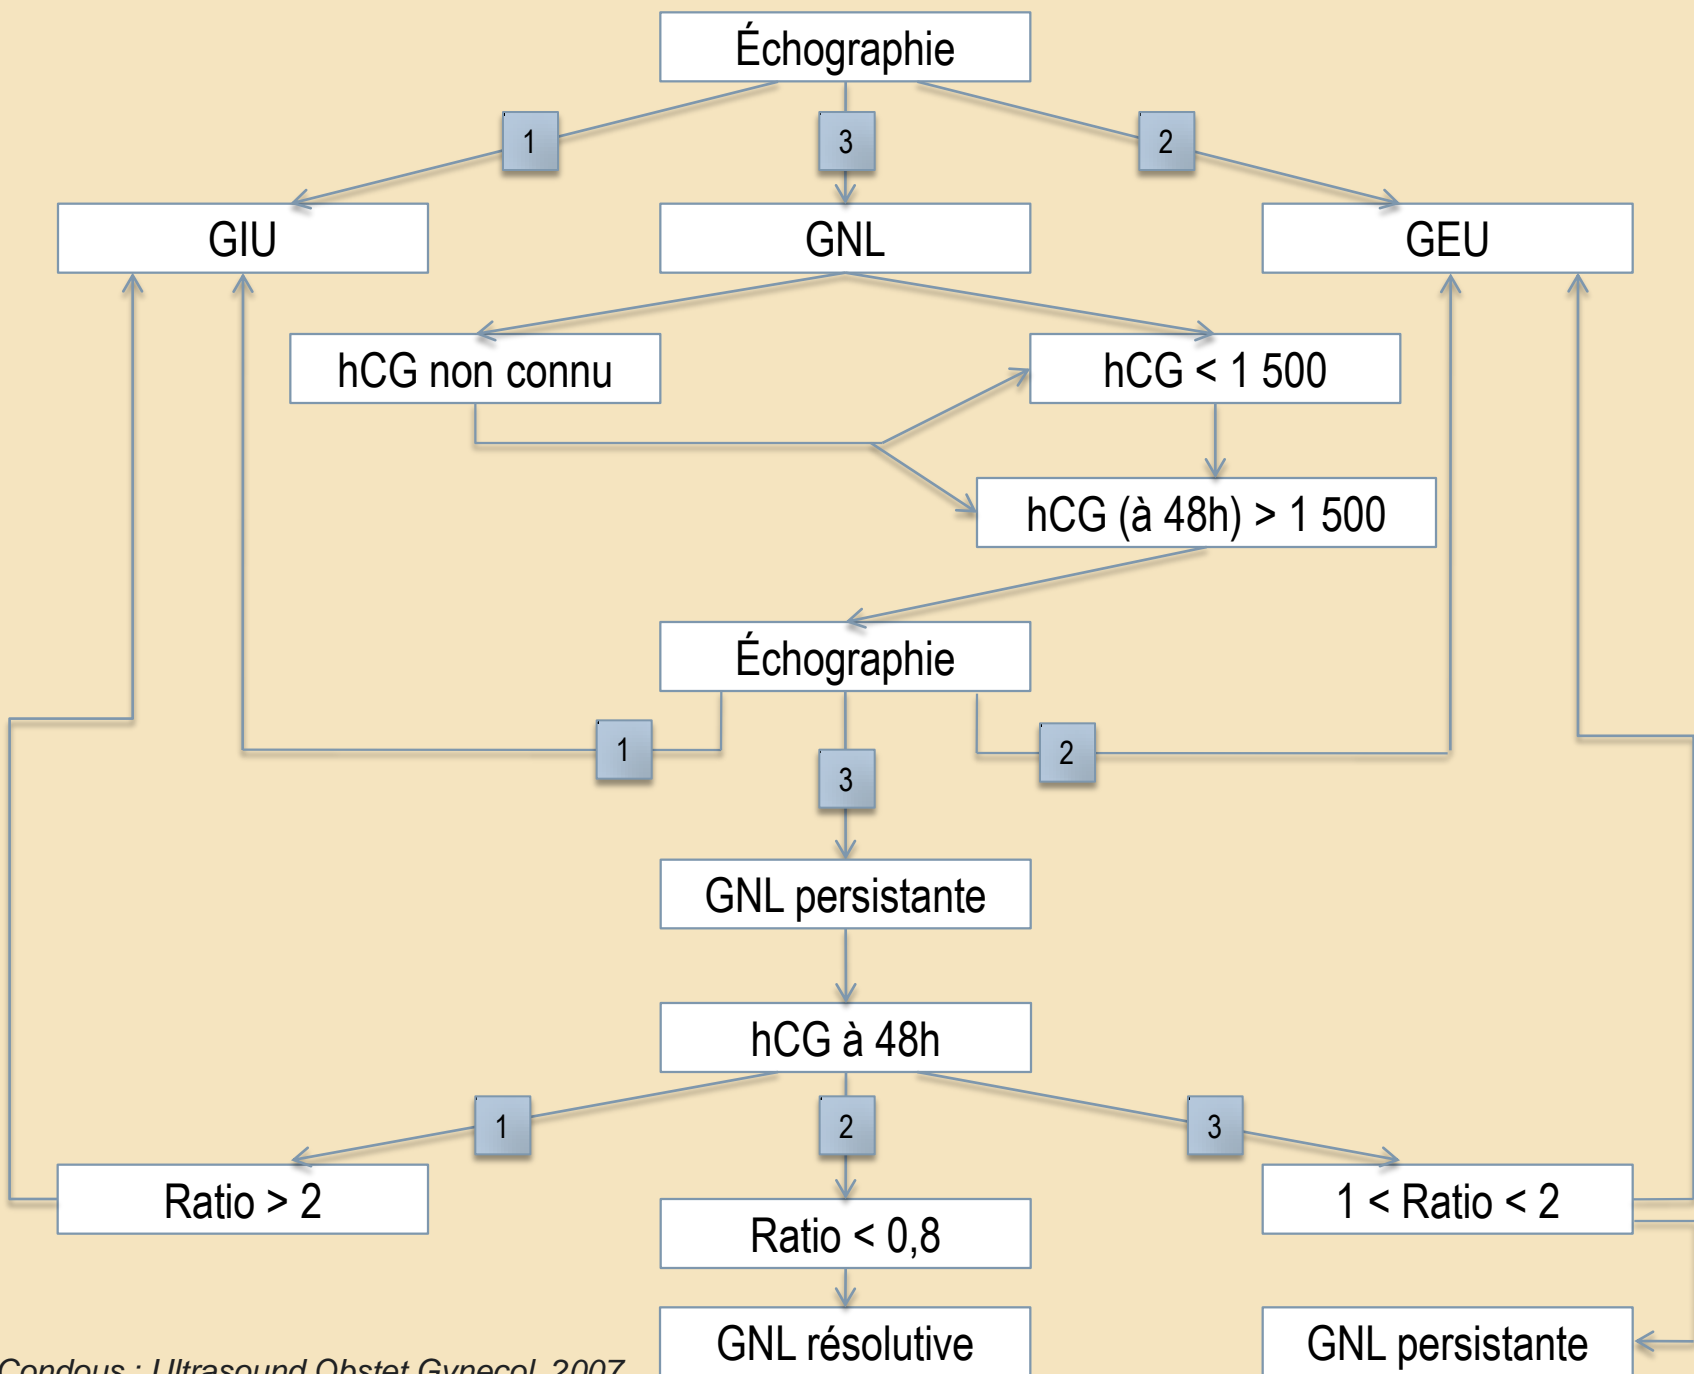 Échographie
1
3
2
GIU
GNL
GEU
hCG non connu
hCG < 1 500
hCG (à 48h) > 1 500
Échographie
1
2
3
GNL persistante
hCG à 48h
1
2
3
Ratio > 2
1 < Ratio < 2
Ratio < 0,8
GNL résolutive
GNL persistante
Condous : Ultrasound Obstet Gynecol, 2007